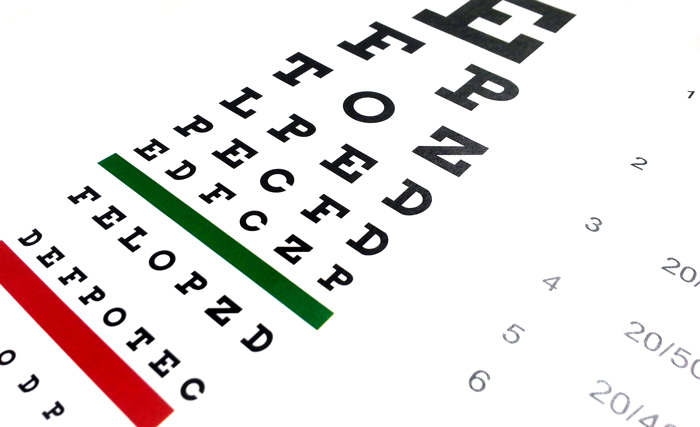 E 1
F P 2
T O Z 3 20/
L P E D 4 20/50
P E C F D 5 20/40
E D F C Z P 6
F E L O P Z D
D E F P O T E C
O D P